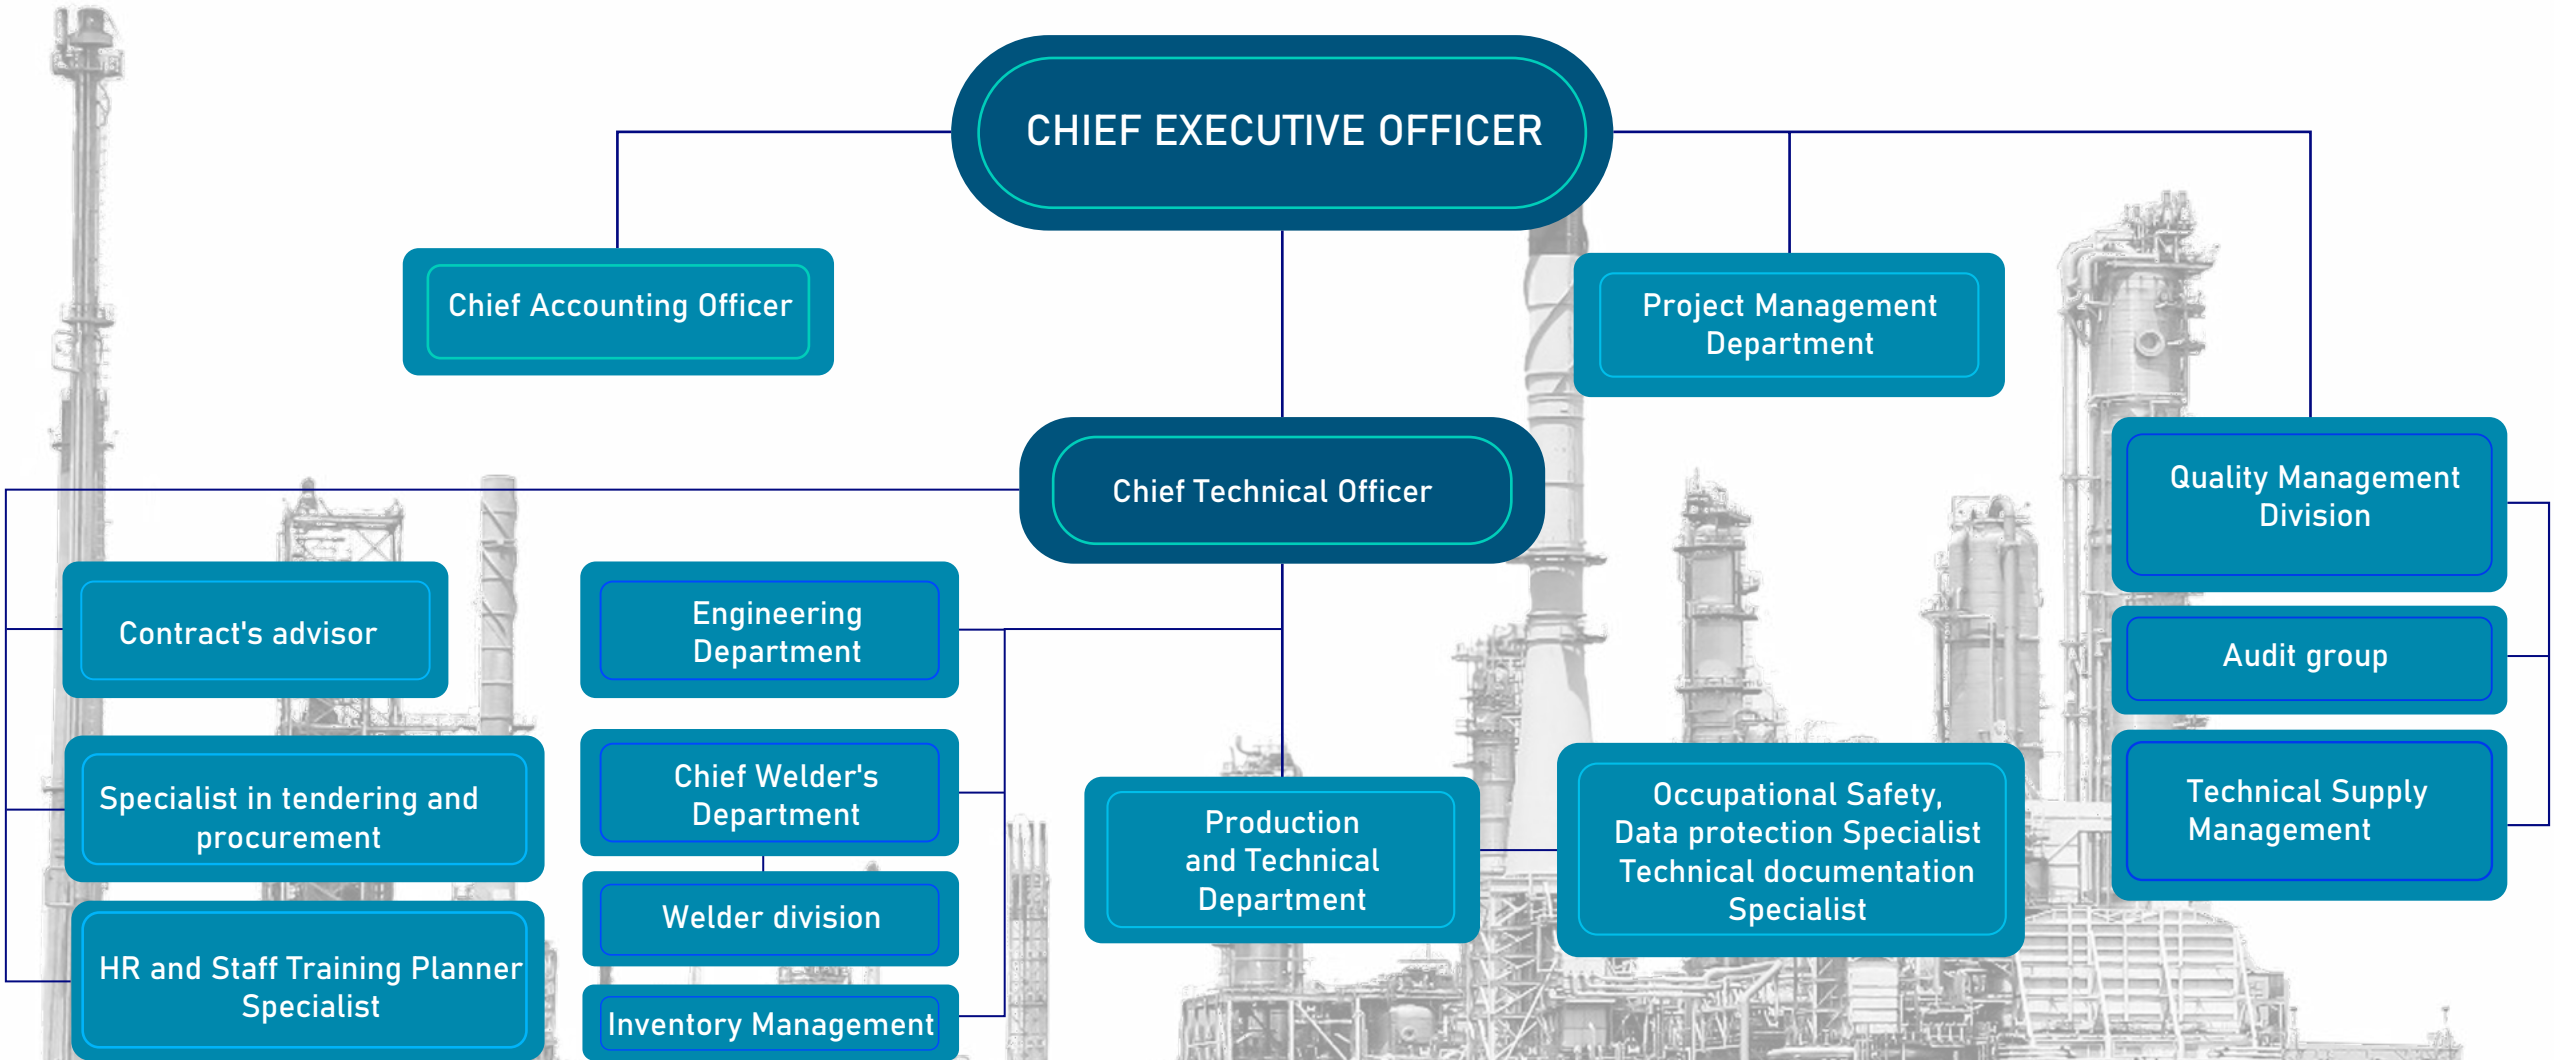 CHIEF EXECUTIVE OFFICER
Chief Accounting Officer
Project Management
Department
Chief Technical Officer
Quality Management
Division
Contract's advisor
Engineering
Department
Audit group
Specialist in tendering and
procurement
Chief Welder's
Department
Production
and Technical
Department
Occupational Safety,
Data protection Specialist
Technical documentation
Specialist
Technical Supply
Management
Welder division
HR and Staff Training Planner
Specialist
Inventory Management